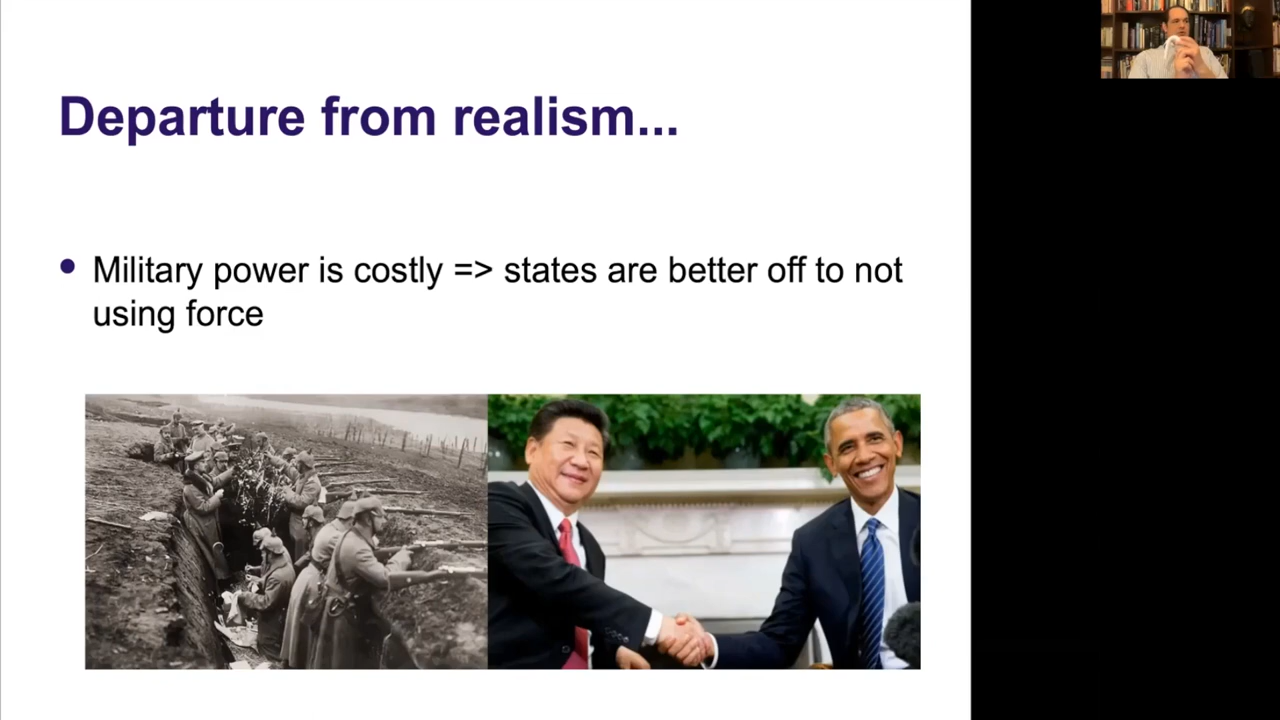 Departure from realism...
• Military power is costly => states are better off to not
using force